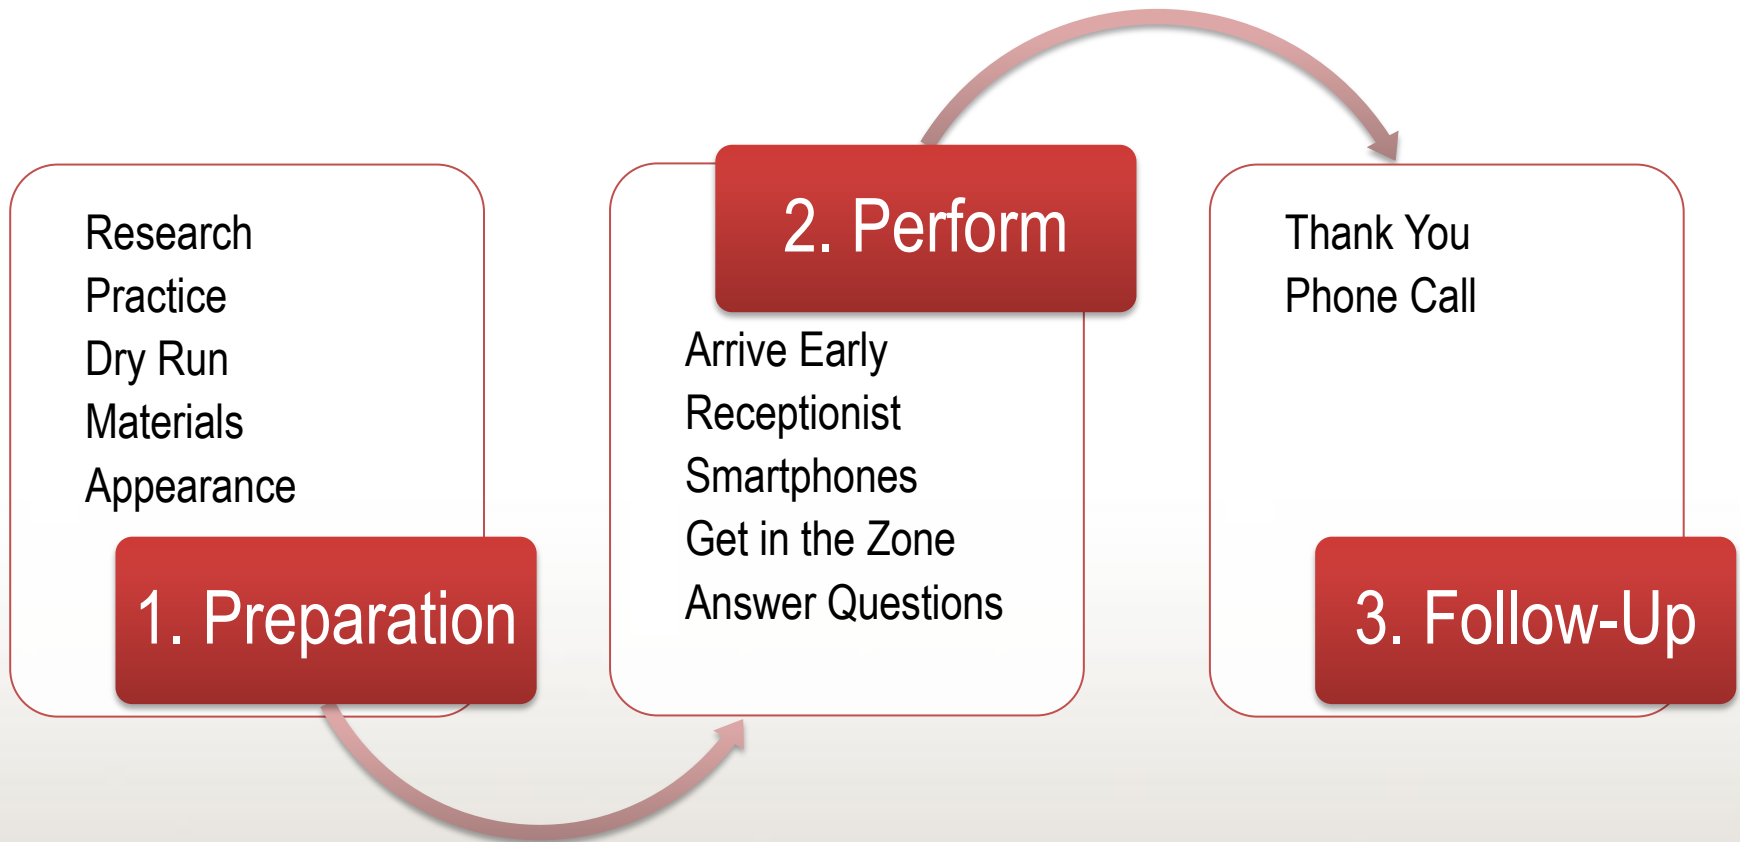 Research
Practice
Dry Run
Materials
Appearance
1. Preparation
2. Perform
Arrive Early
Receptionist
Smartphones
Get in the Zone
Answer Questions
Thank You
Phone Call
3. Follow-Up